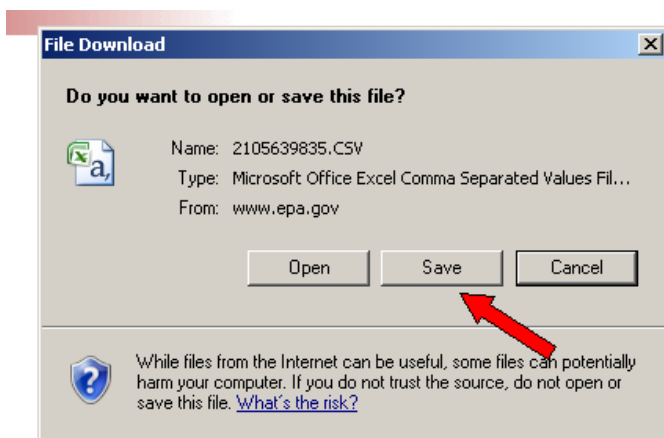 File Download
Do you want to open or save this file?
Name: 2105639835.CSV
Type: Microsoft Office Excel Comma Separated Values Fil...
From: www.epa.gov
Open Save Cancel
While files from the Internet can be useful, some files can potentially
harm your computer. If you do not trust the source, do not open or
save this file. What's the risk?